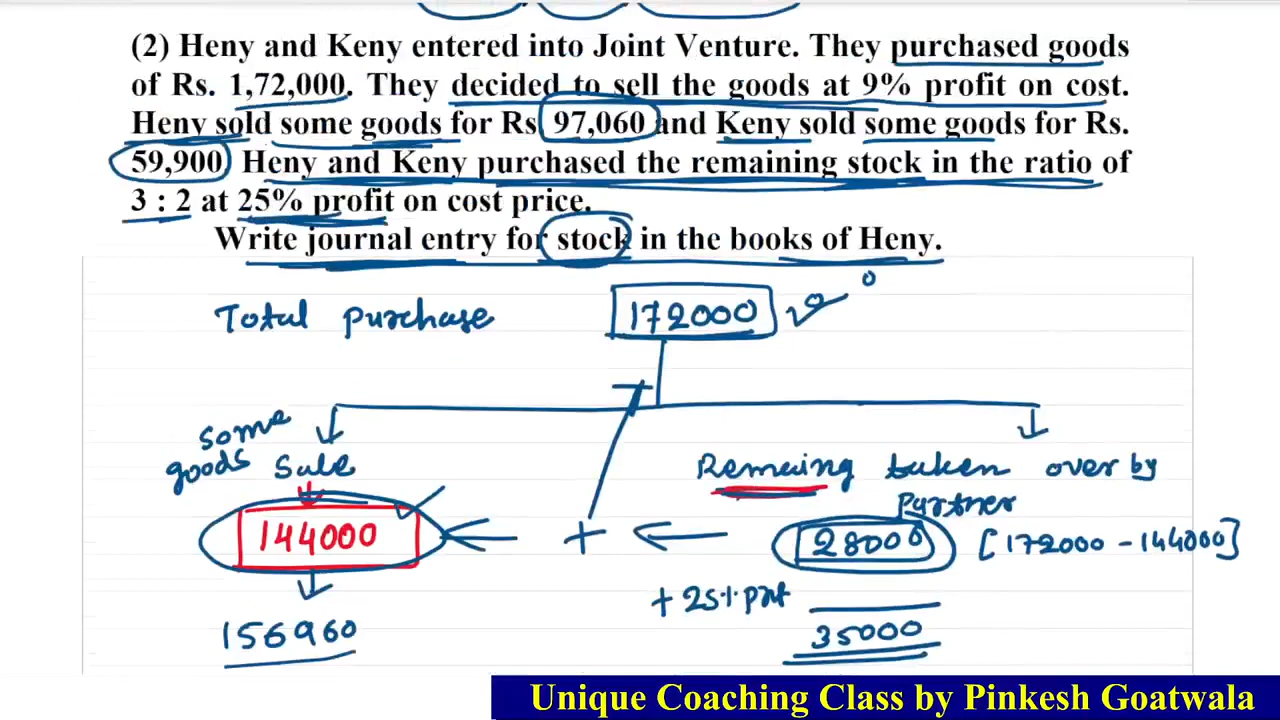 (2) Heny and Keny entered into Joint Venture. They purchased goods
of Rs. 1,72,000. They decided to sell the goods at 9% profit on cost.
Heny sold some goods for Rs. 97,060 and Keny sold some goods for Rs.
59,900 Heny and Keny purchased the remaining stock in the ratio of
3 : 2 at 25% profit on cost price.
Write journal entry for stock in the books of Heny.
Total purchase 172000
some
goods Sale
Remaing taken over by
Partner
144000 + 28000 [172000 - 144000]
+ 25%
156960 35000
Unique Coaching Class by Pinkesh Goatwala